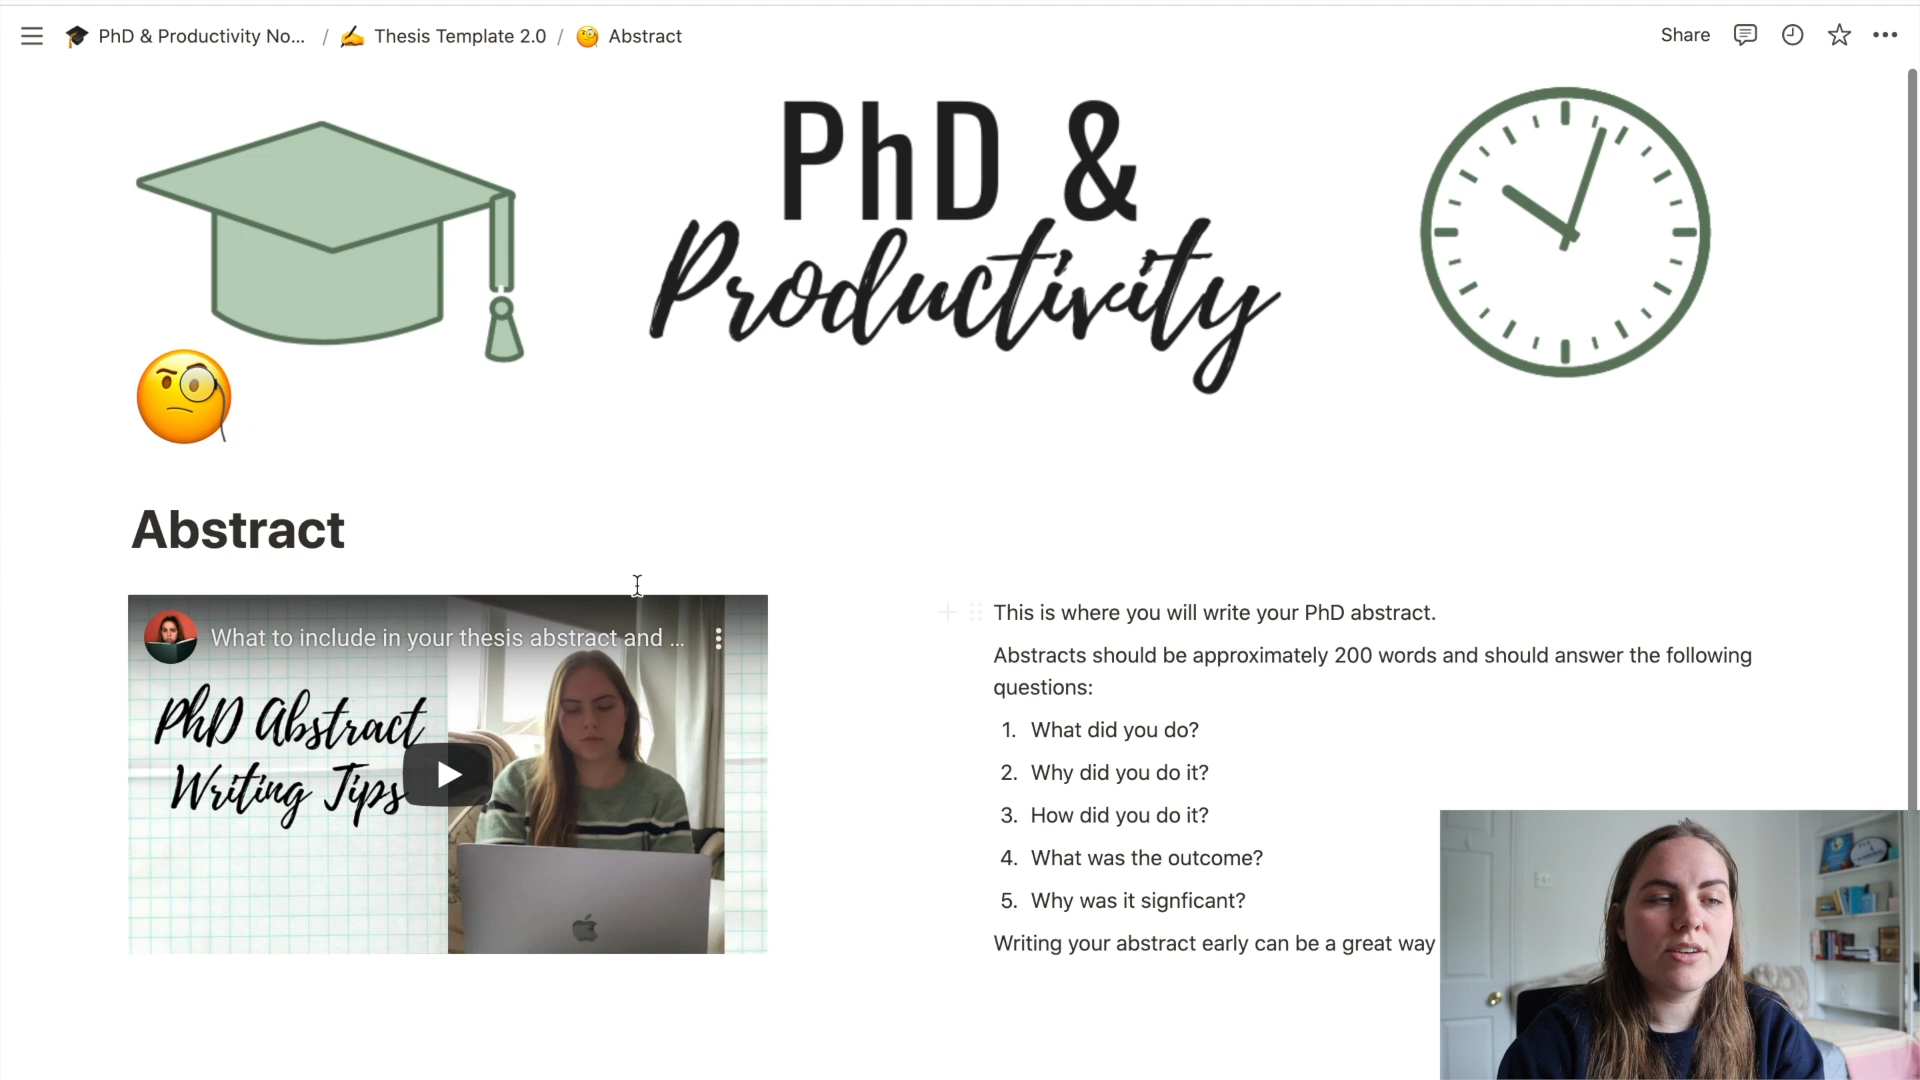 PhD & Productivity No... / Thesis Template 2.0 / Abstract
Share
PhD &
Productivity
Abstract
What to include in your thesis abstract and ...
PhD Abstract
Writing Tips
This is where you will write your PhD abstract.
Abstracts should be approximately 200 words and should answer the following
questions:
1. What did you do?
2. Why did you do it?
3. How did you do it?
4. What was the outcome?
5. Why was it signficant?
Writing your abstract early can be a great way